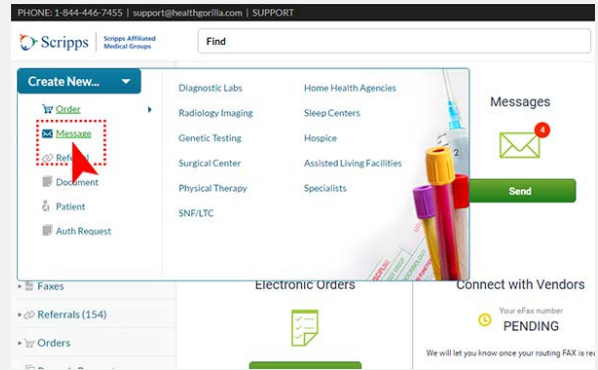 PHONE: 1-844-446-7455 | support@healthgorilla.com | SUPPORT
Scripps
Scripps Affiliated
Medical Groups
Find
Create New...
Order
Message
Document
Patient
Auth Request
Diagnostic Labs
Radiology Imaging
Genetic Testing
Surgical Center
Physical Therapy
SNF/LTC
Home Health Agencies
Sleep Centers
Hospice
Assisted Living Facilities
Specialists
Messages
4
Send
Faxes
Referrals (154)
Orders
Electronic Orders
Connect with Vendors
Your eFax number
PENDING
We will let you know once your routing FAX is